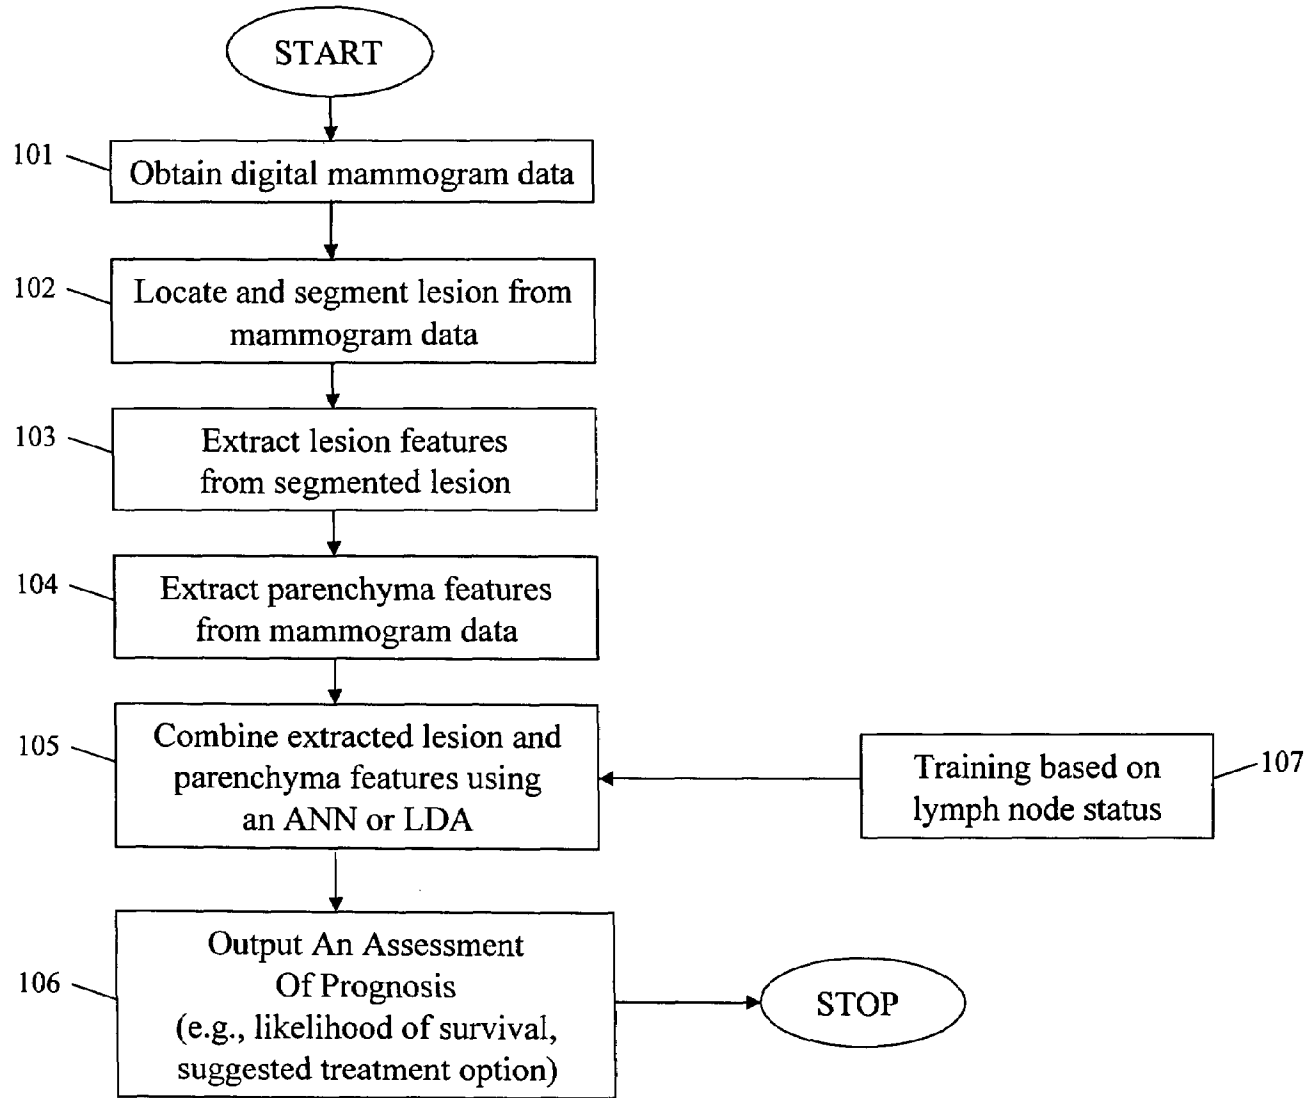 START
101
Obtain digital mammogram data
102
Locate and segment lesion from
mammogram data
103
Extract lesion features
from segmented lesion
104
Extract parenchyma features
from mammogram data
105
Combine extracted lesion and
parenchyma features using
an ANN or LDA
Training based on
lymph node status
107
106
Output An Assessment
Of Prognosis
(e.g., likelihood of survival,
suggested treatment option)
STOP